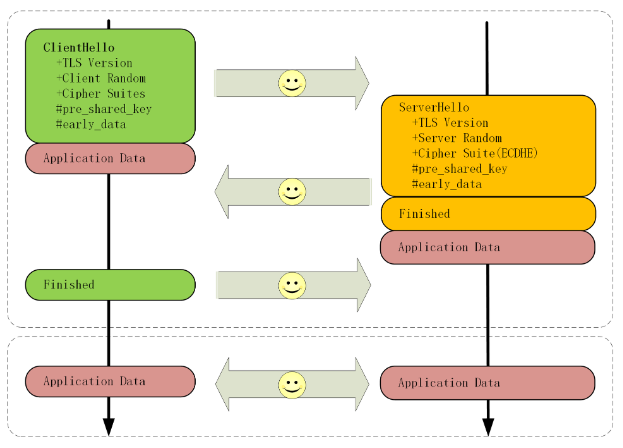 ClientHello
+TLS Version
+Client Random
+Cipher Suites
#pre_shared_key
#early_data
Application Data
ServerHello
+TLS Version
+Server Random
+Cipher Suite(ECDHE)
#pre_shared_key
#early_data
Finished
Application Data
Finished
Application Data
Application Data